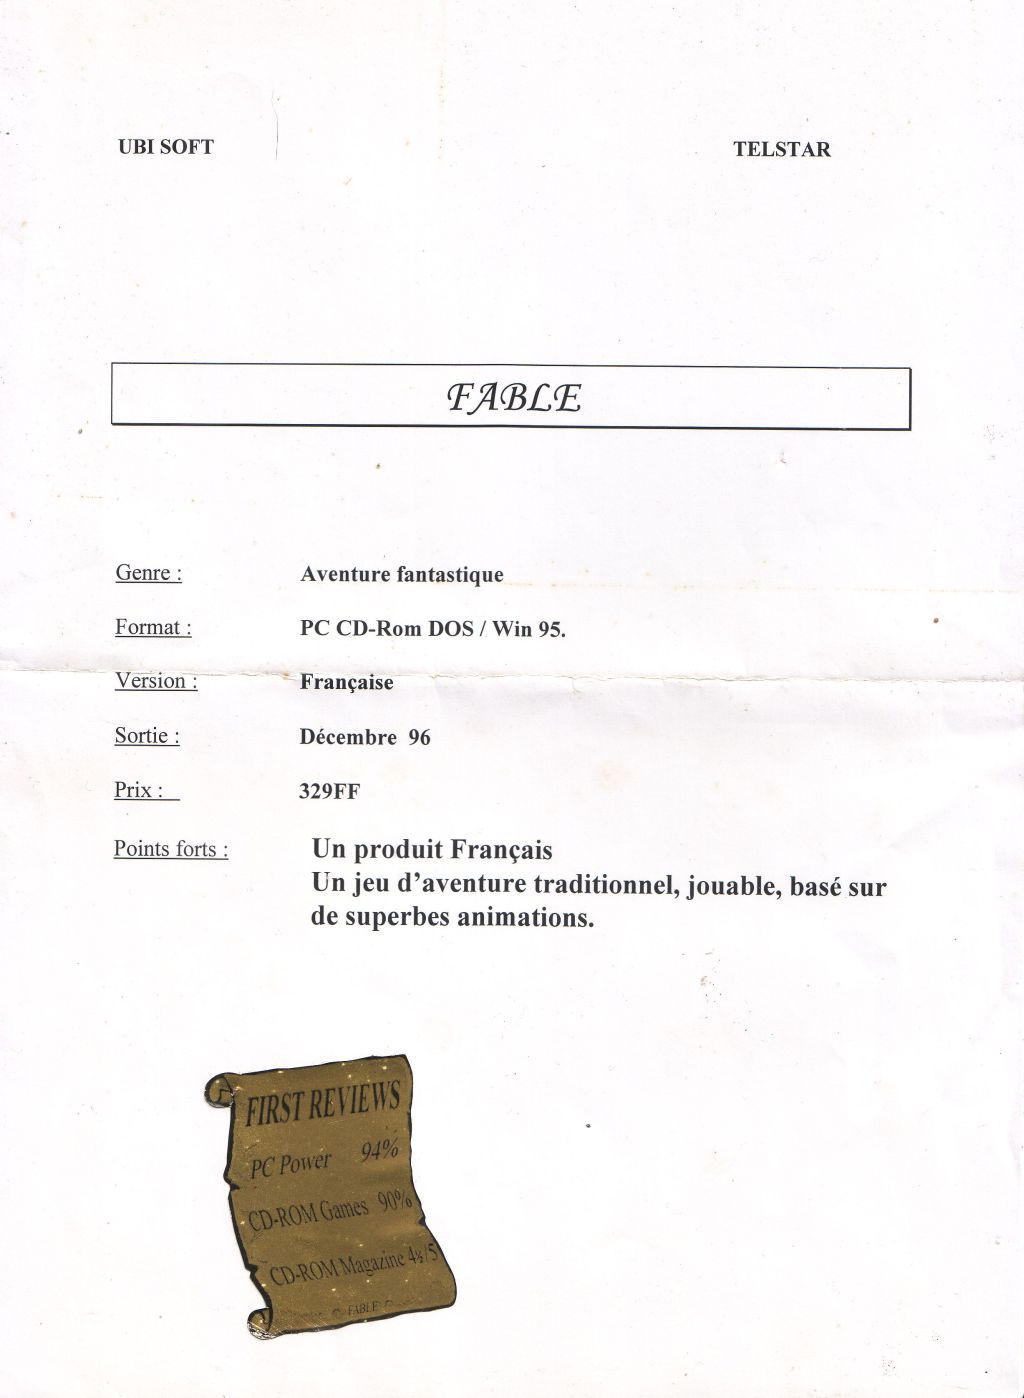 UBI SOFT TELSTAR
FABLE
Genre : Aventure fantastique
Format : PC CD-Rom DOS / Win 95.
Version : Française
Sortie : Décembre 96
Prix : 329FF
Points forts : Un produit Français
Un jeu d’aventure traditionnel, jouable, basé sur
de superbes animations.
FIRST REVIEWS
PC Power 94%
CD-ROM Games 90%
CD-ROM Magazine 4½/5
FABLE